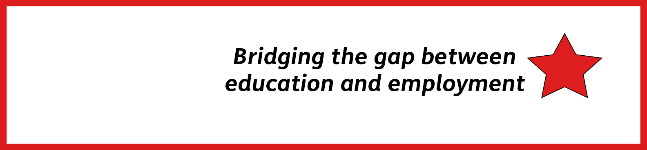 Bridging the gap between
education and employment